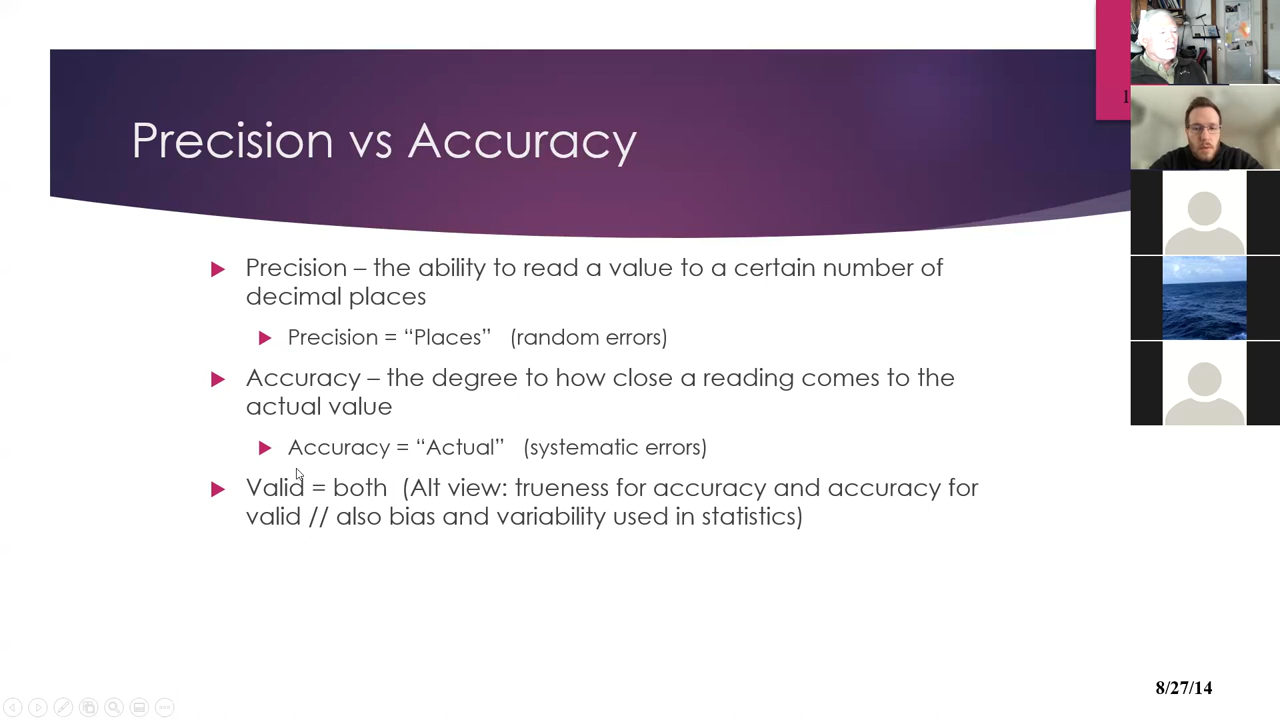 Precision vs Accuracy
Precision – the ability to read a value to a certain number of
decimal places
Precision = “Places” (random errors)
Accuracy – the degree to how close a reading comes to the
actual value
Accuracy = “Actual” (systematic errors)
Valid = both (Alt view: trueness for accuracy and accuracy for
valid // also bias and variability used in statistics)
8/27/14